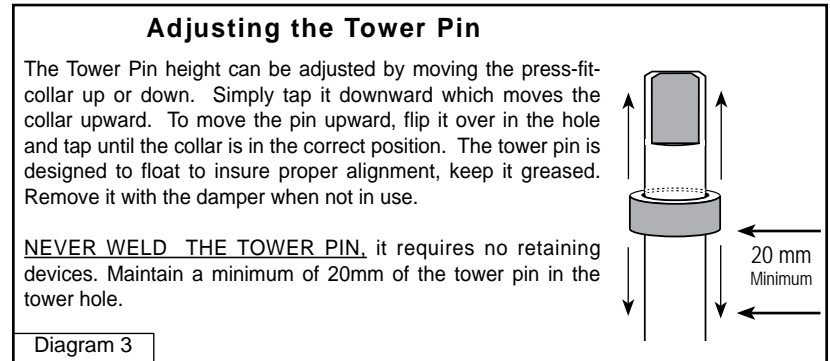 Adjusting the Tower Pin
The Tower Pin height can be adjusted by moving the press-fit-
collar up or down. Simply tap it downward which moves the
collar upward. To move the pin upward, flip it over in the hole
and tap until the collar is in the correct position. The tower pin is
designed to float to insure proper alignment, keep it greased.
Remove it with the damper when not in use.
NEVER WELD THE TOWER PIN, it requires no retaining
devices. Maintain a minimum of 20mm of the tower pin in the
tower hole.
20 mm
Minimum
Diagram 3